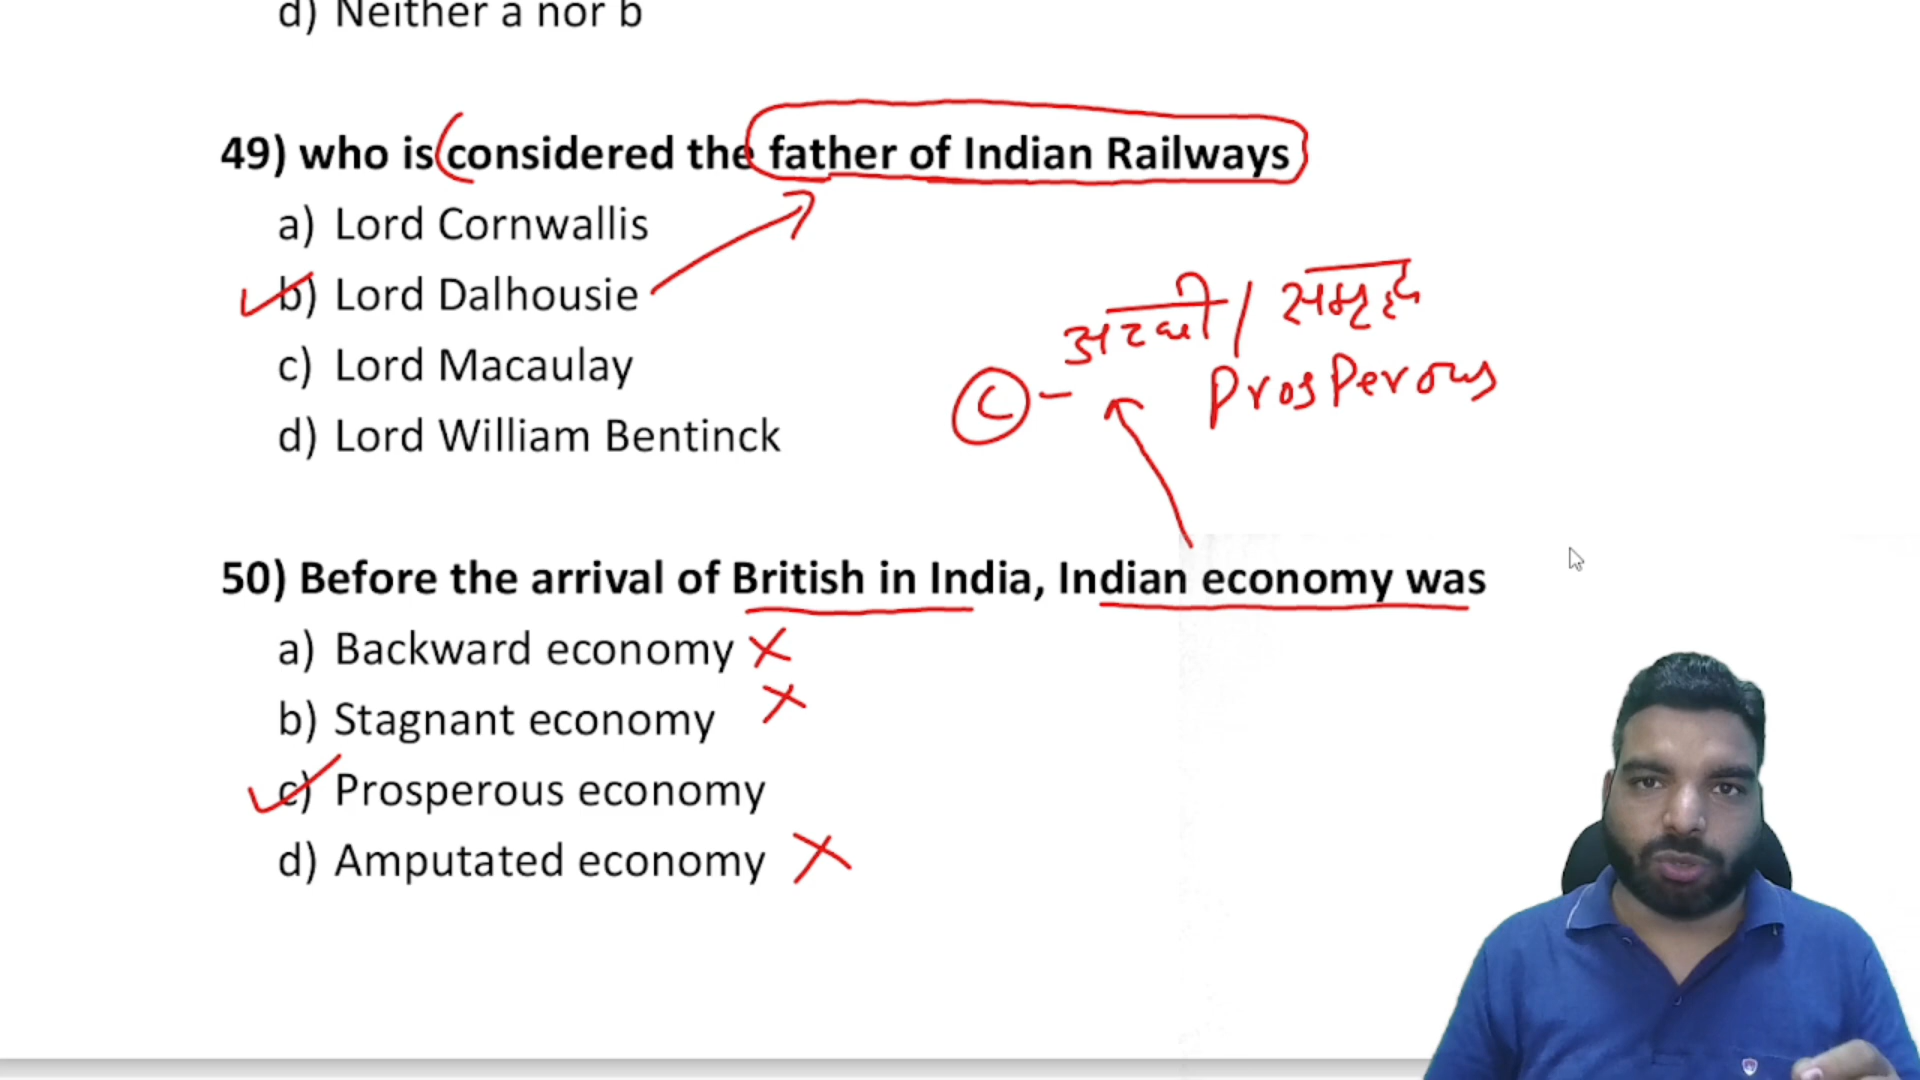 d) Neither a nor b
49) who is considered the father of Indian Railways
a) Lord Cornwallis
b) Lord Dalhousie
c) Lord Macaulay
d) Lord William Bentinck
अच्छी / समृद्ध
C - Prosperous
50) Before the arrival of British in India, Indian economy was
a) Backward economy
b) Stagnant economy
c) Prosperous economy
d) Amputated economy